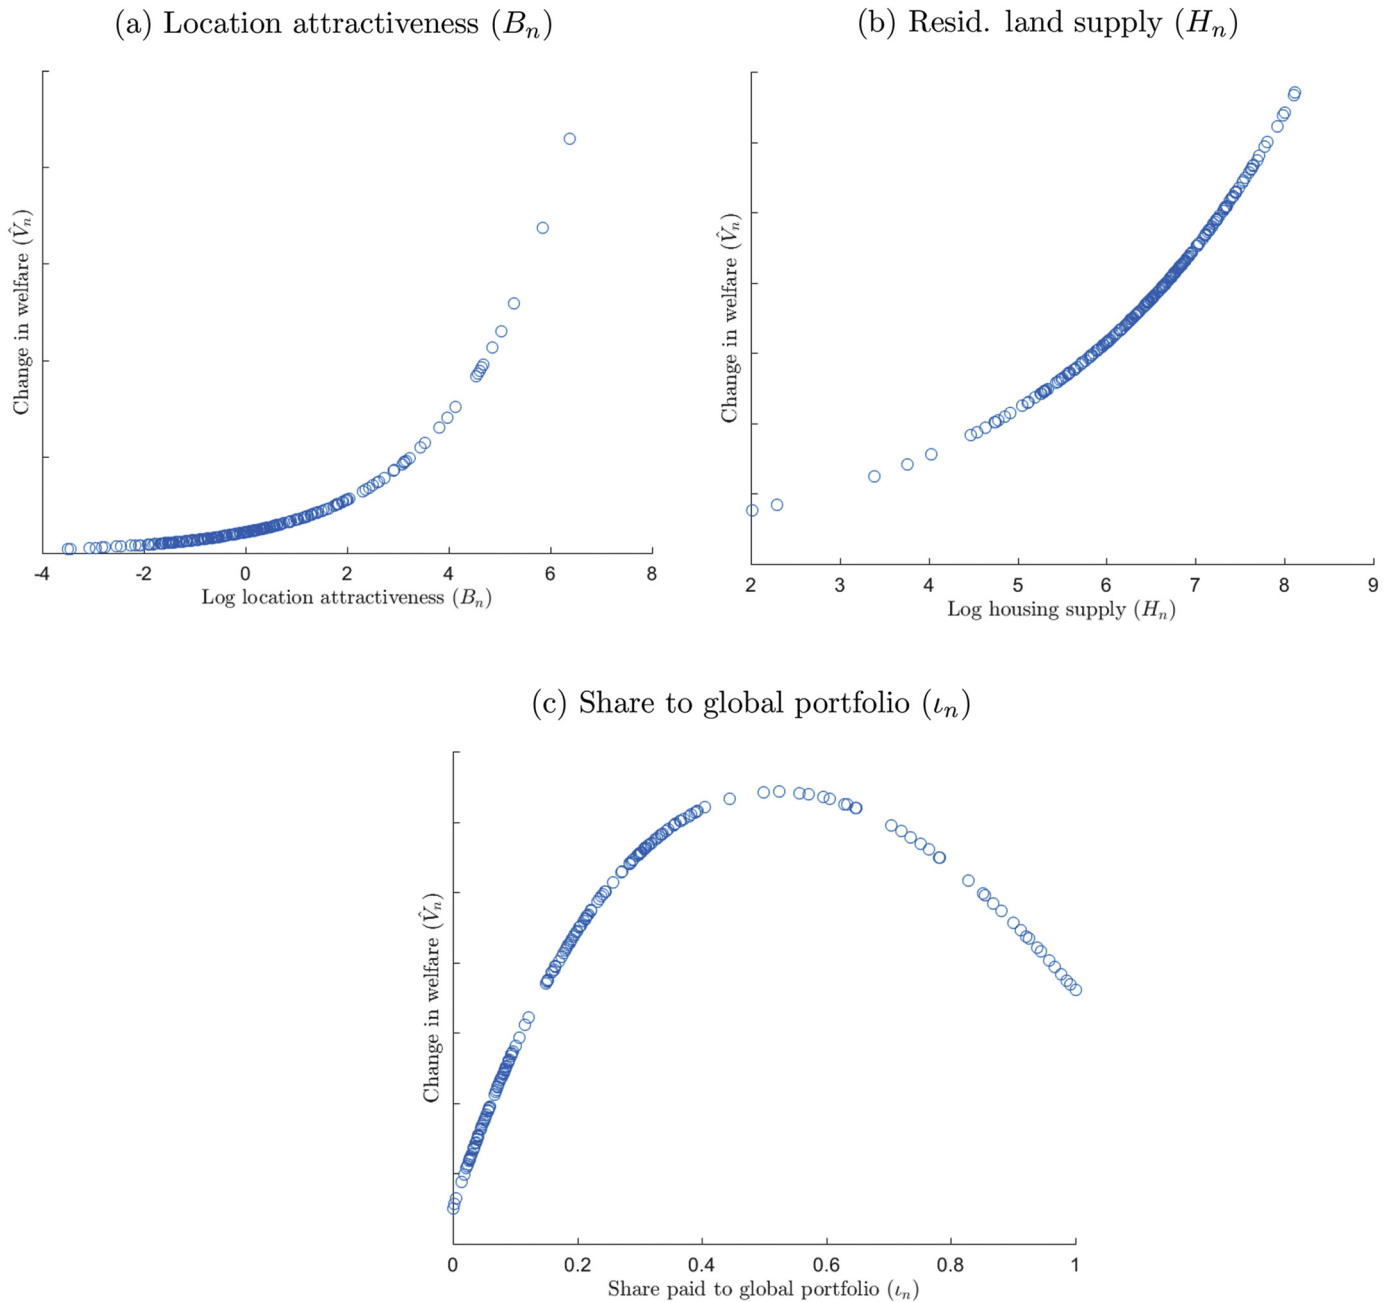 (a) Location attractiveness (Bₙ)
Change in welfare (V̂ₙ)
-4 -2 0 2 4 6 8
Log location attractiveness (Bₙ)
(b) Resid. land supply (Hₙ)
Change in welfare (V̂ₙ)
2 3 4 5 6 7 8 9
Log housing supply (Hₙ)
(c) Share to global portfolio (ιₙ)
Change in welfare (V̂ₙ)
0 0.2 0.4 0.6 0.8 1
Share paid to global portfolio (ιₙ)